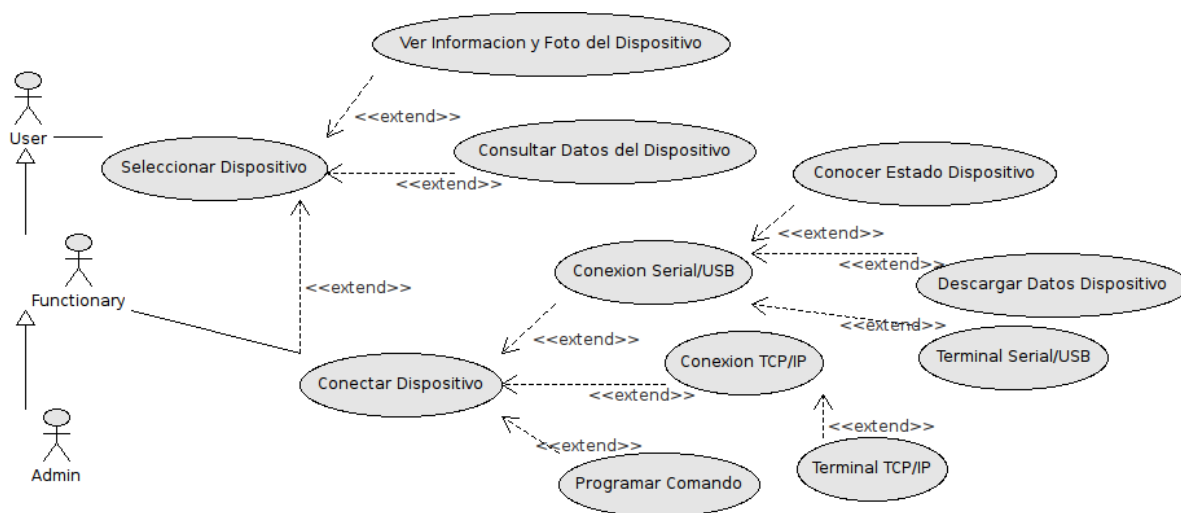 Ver Informacion y Foto del Dispositivo
<<extend>>
User
Seleccionar Dispositivo
Consultar Datos del Dispositivo
<<extend>>
Conocer Estado Dispositivo
<<extend>>
Functionary
<<extend>>
Conexion Serial/USB
<<extend>>
Descargar Datos Dispositivo
<<extend>>
Terminal Serial/USB
<<extend>>
Conexion TCP/IP
Conectar Dispositivo
<<extend>>
<<extend>>
<<extend>>
Admin
Programar Comando
Terminal TCP/IP